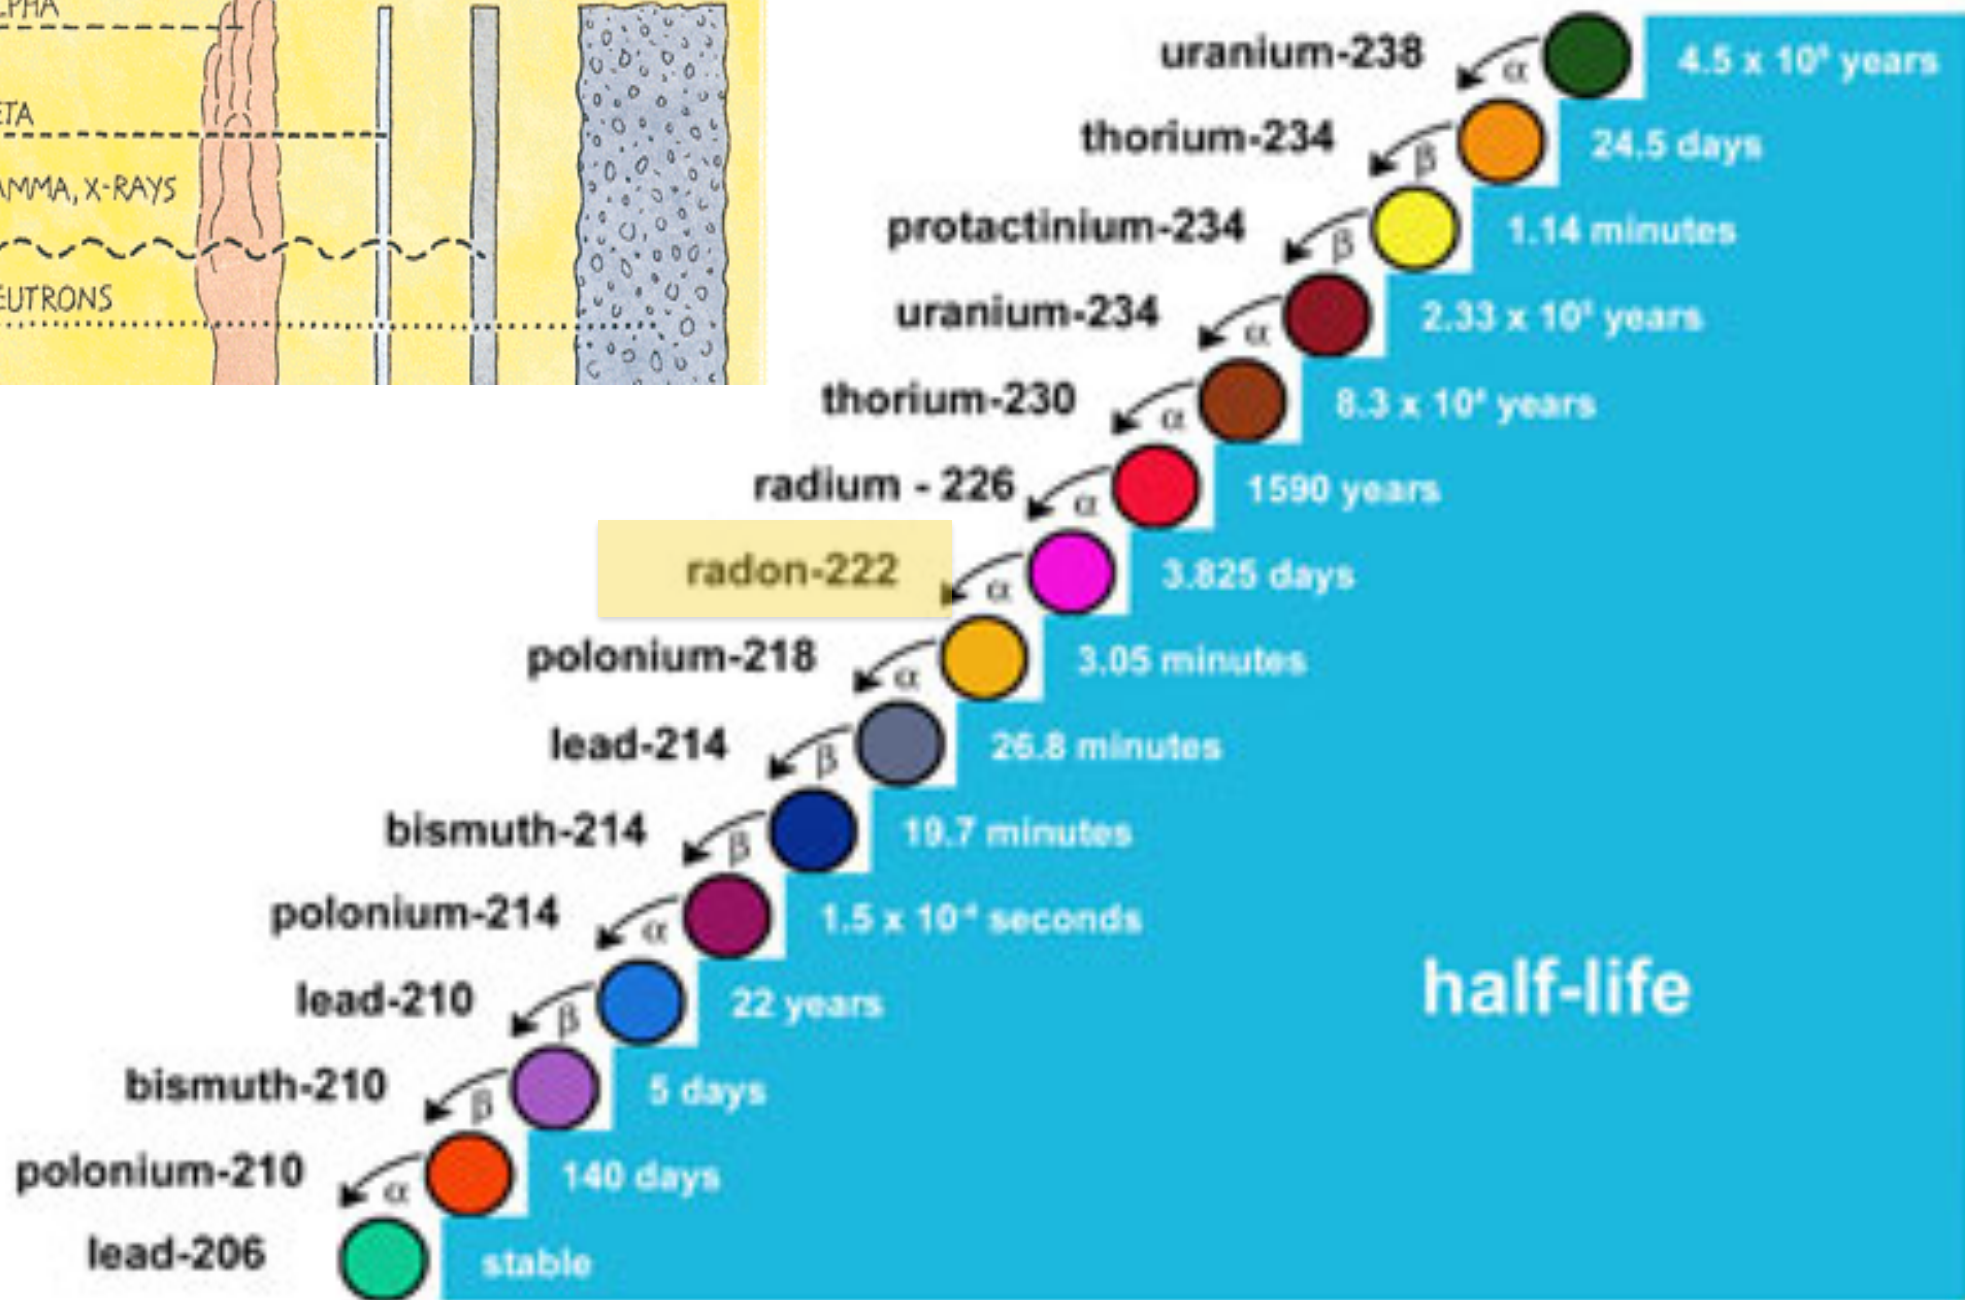 LPHA
ETA
AMMA, X-RAYS
EUTRONS
uranium-238 α 4.5 x 10⁹ years
thorium-234 β 24.5 days
protactinium-234 β 1.14 minutes
uranium-234 α 2.33 x 10⁵ years
thorium-230 α 8.3 x 10⁴ years
radium - 226 α 1590 years
radon-222 α 3.825 days
polonium-218 α 3.05 minutes
lead-214 β 26.8 minutes
bismuth-214 β 19.7 minutes
polonium-214 α 1.5 x 10⁻⁴ seconds
half-life
lead-210 β 22 years
bismuth-210 β 5 days
polonium-210 α 140 days
lead-206 stable